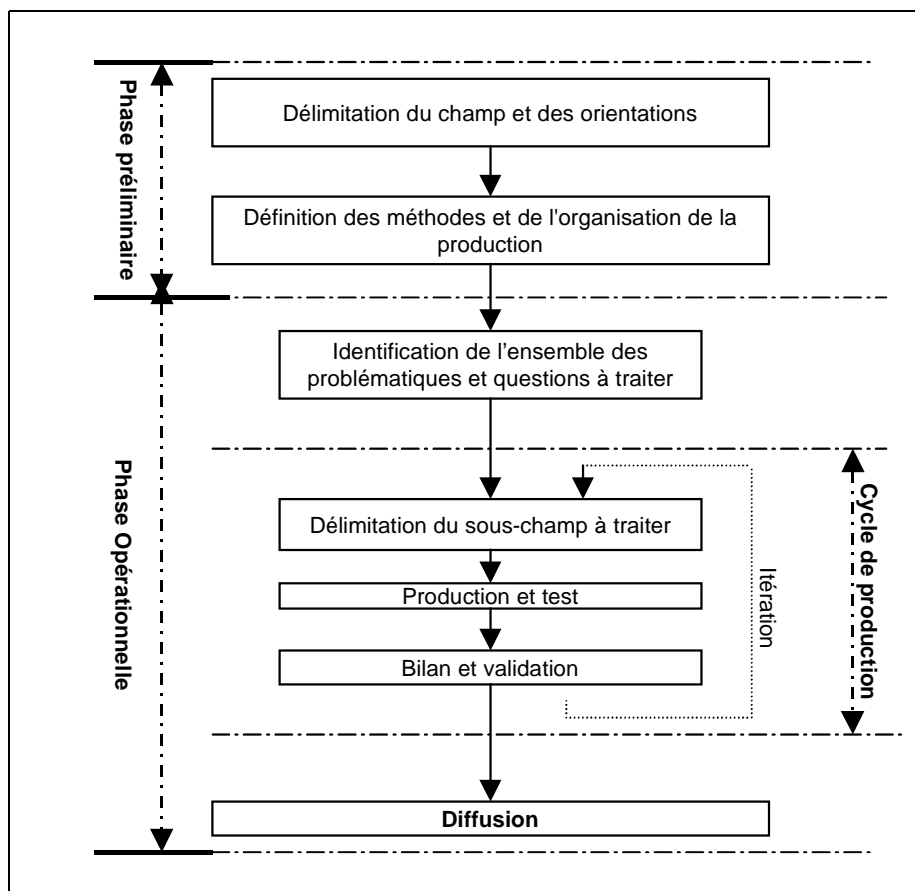 Phase préliminaire
Délimitation du champ et des orientations
Définition des méthodes et de l'organisation de la
production
Phase Opérationnelle
Identification de l’ensemble des
problématiques et questions à traiter
Cycle de production
Délimitation du sous-champ à traiter
Itération
Production et test
Bilan et validation
Diffusion